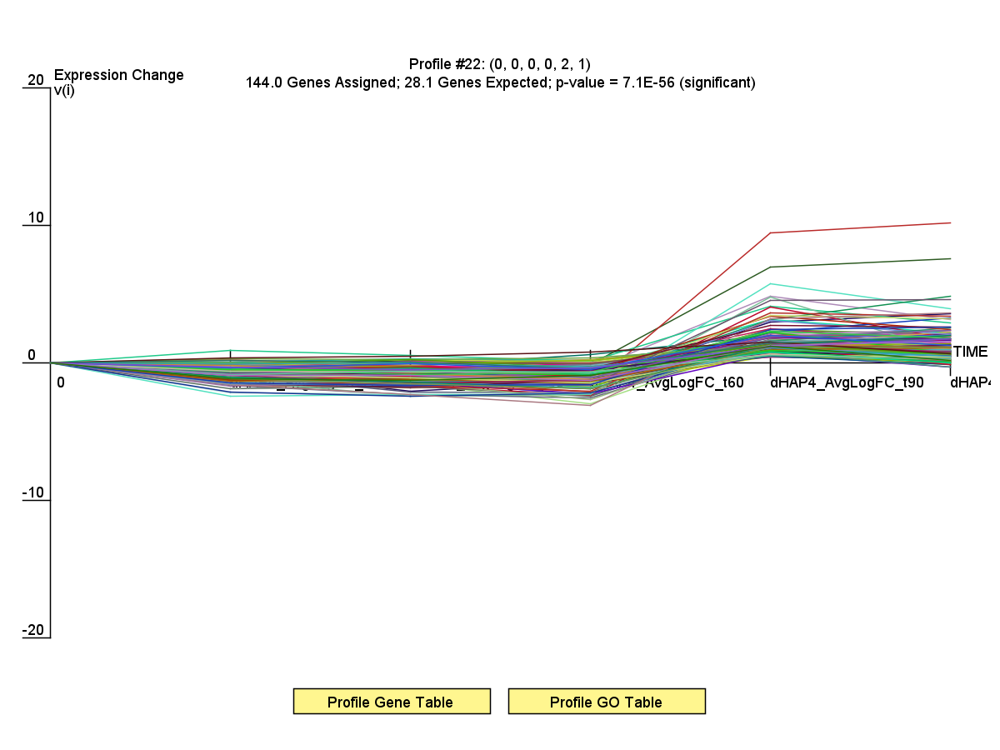 Profile #22: (0, 0, 0, 0, 2, 1)
144.0 Genes Assigned; 28.1 Genes Expected; p-value = 7.1E-56 (significant)
Expression Change
v(i)
20
10
0
-10
-20
0
_AvgLogFC_t60
dHAP4_AvgLogFC_t90
dHAP4
TIME
Profile Gene Table
Profile GO Table